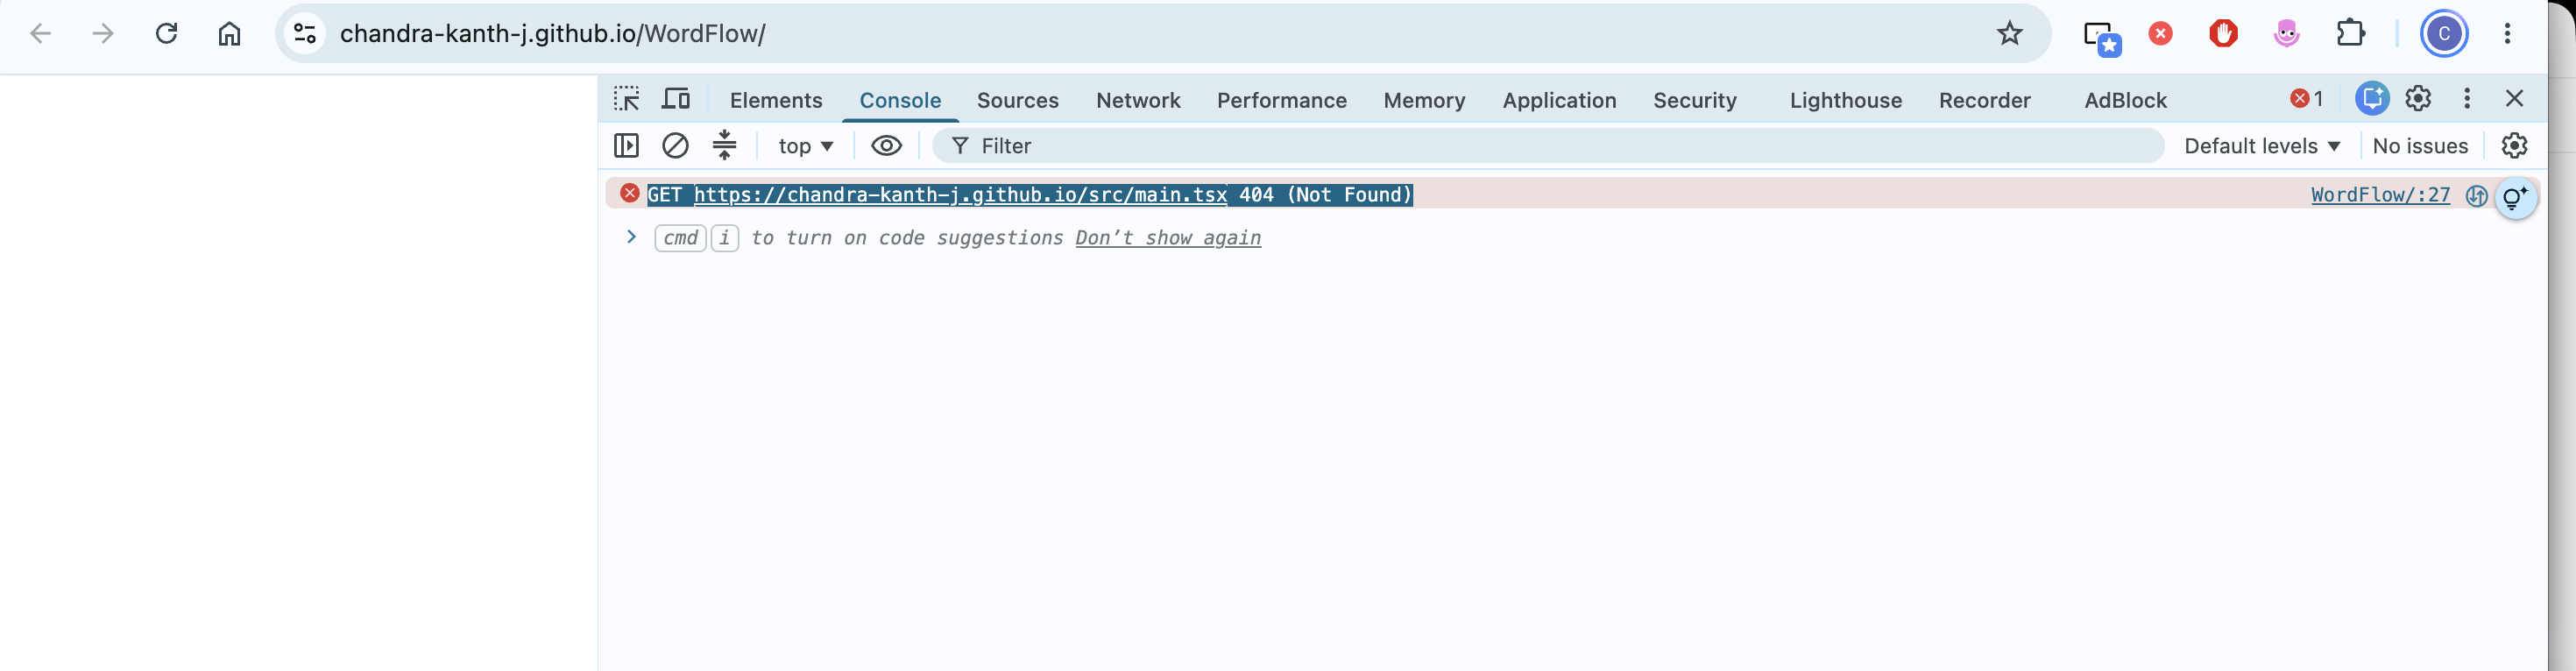 chandra-kanth-j.github.io/WordFlow/
C
Elements Console Sources Network Performance Memory Application Security Lighthouse Recorder AdBlock 1
top Filter Default levels No issues
GET https://chandra-kanth-j.github.io/src/main.tsx 404 (Not Found) WordFlow/:27
cmd i to turn on code suggestions Don’t show again